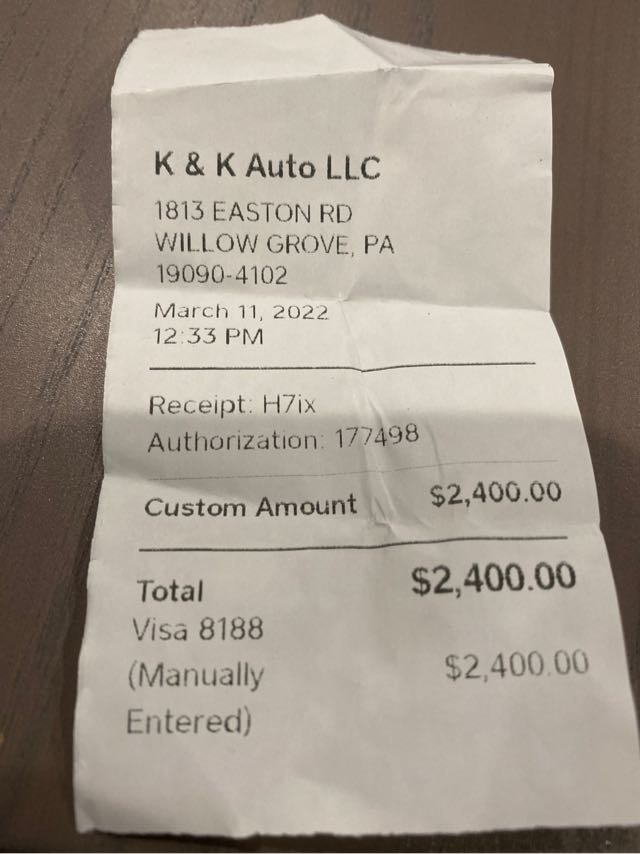 K & K Auto LLC
1813 EASTON RD
WILLOW GROVE, PA
19090-4102
March 11, 2022
12:33 PM
Receipt: H7ix
Authorization: 177498
Custom Amount $2,400.00
Total $2,400.00
Visa 8188
(Manually $2,400.00
Entered)